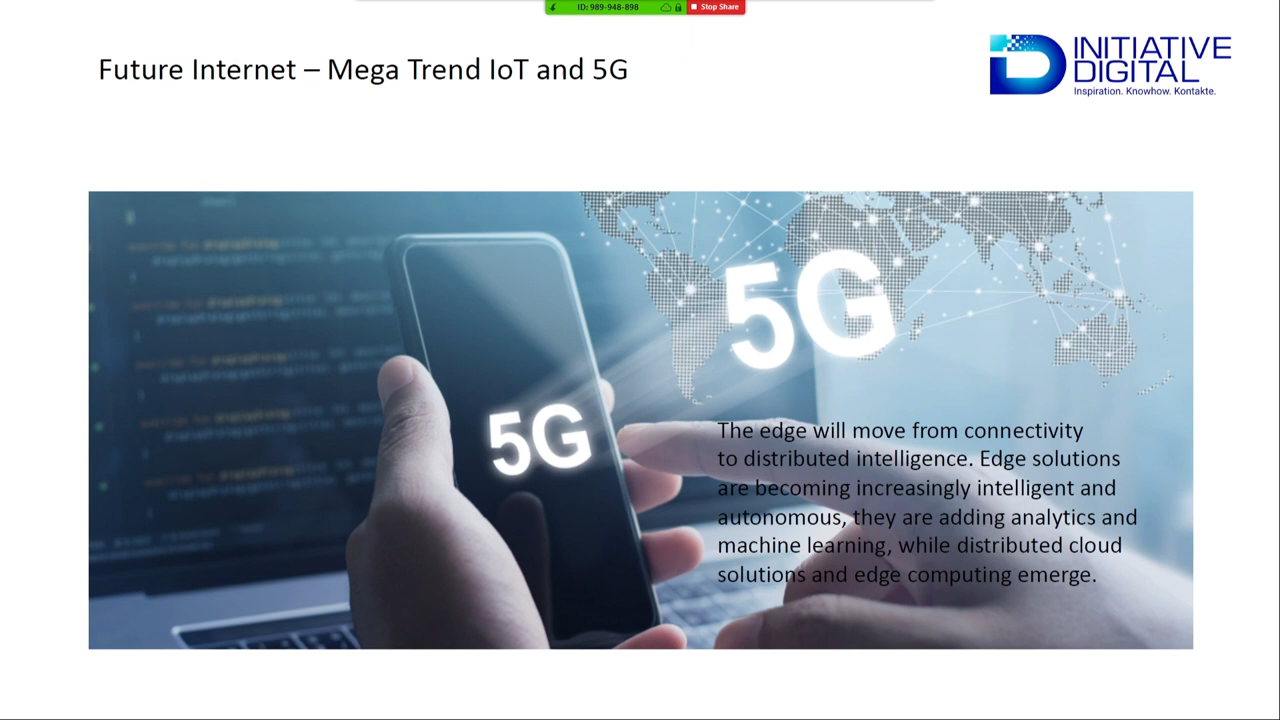 ID: 989-948-898
Stop Share
Future Internet – Mega Trend IoT and 5G
INITIATIVE
DIGITAL
Inspiration. Knowhow. Kontakte.
5G
5G
The edge will move from connectivity
to distributed intelligence. Edge solutions
are becoming increasingly intelligent and
autonomous, they are adding analytics and
machine learning, while distributed cloud
solutions and edge computing emerge.